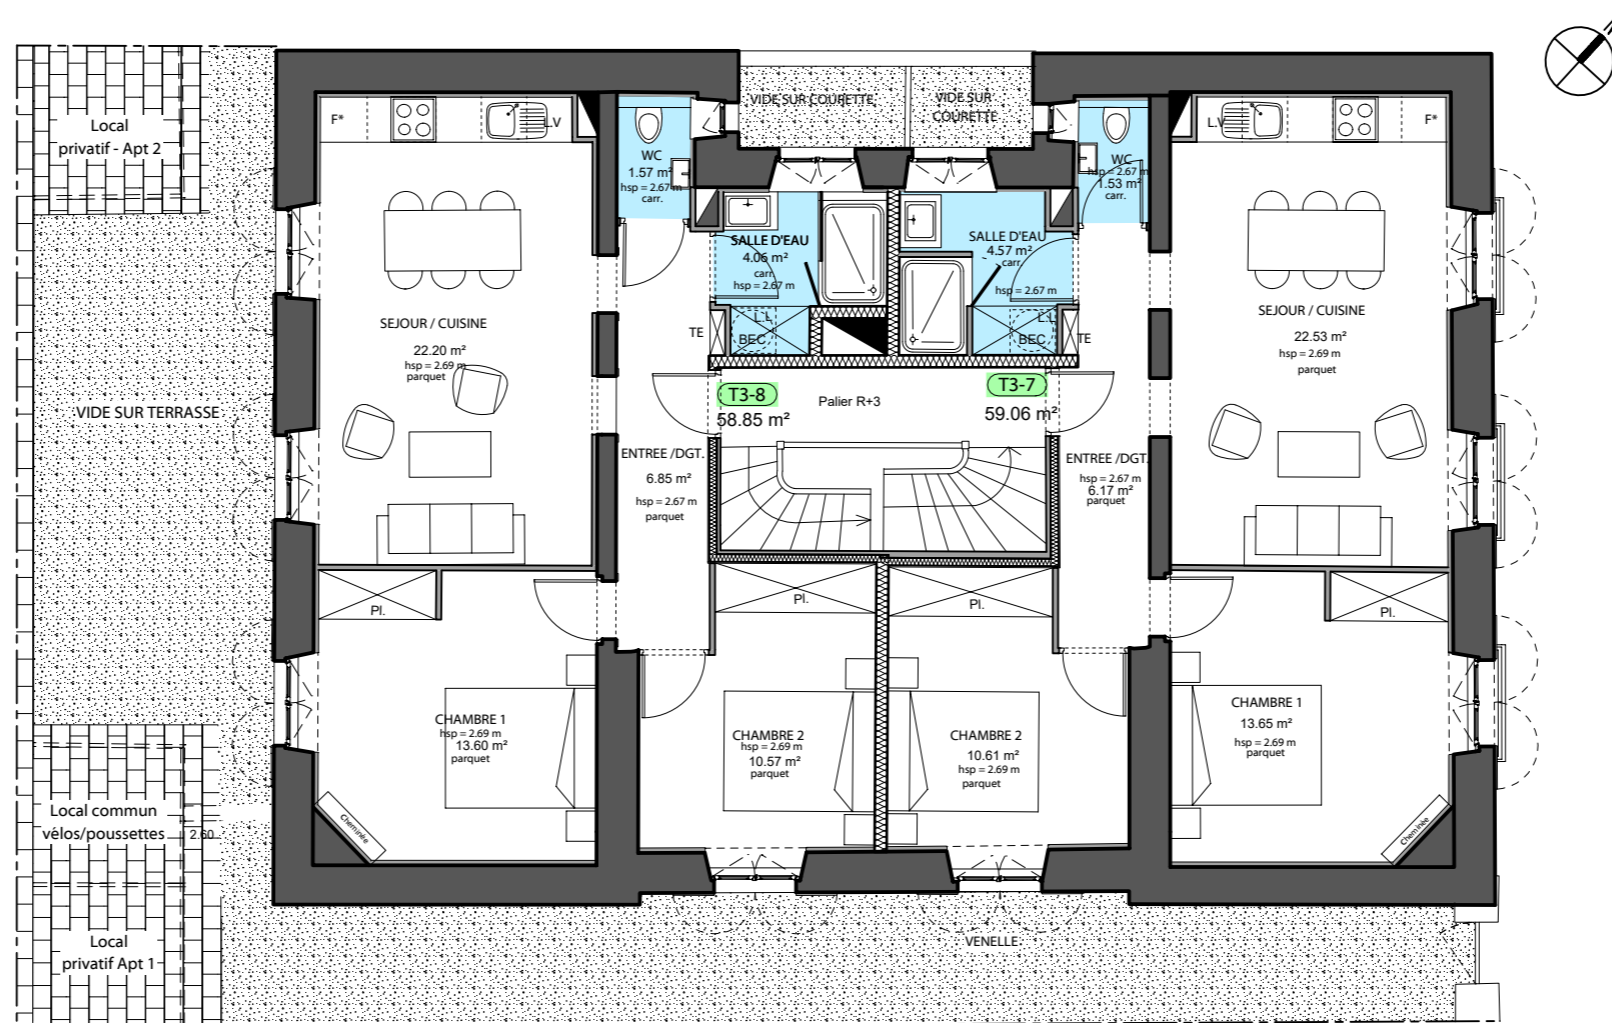 Local
privatif - Apt 2
F*
L.V
WC
1.57 m²
hsp = 2.67 m
carr.
VIDE SUR COURETTE
VIDE SUR
COURETTE
WC
hsp = 2.67 m
1.53 m²
carr.
L.V
F*
SALLE D'EAU
4.06 m²
carr.
hsp = 2.67 m
SALLE D'EAU
4.57 m²
carr.
hsp = 2.67 m
SEJOUR / CUISINE
22.20 m²
hsp = 2.69 m
parquet
TE
L.L
BEC
L.L
BEC
TE
SEJOUR / CUISINE
22.53 m²
hsp = 2.69 m
parquet
VIDE SUR TERRASSE
T3-8
58.85 m²
Palier R+3
T3-7
59.06 m²
ENTREE /DGT.
6.85 m²
hsp = 2.67 m
parquet
ENTREE /DGT.
hsp = 2.67 m
6.17 m²
parquet
Pl.
Pl.
Pl.
Pl.
CHAMBRE 1
hsp = 2.69 m
13.60 m²
parquet
CHAMBRE 2
hsp = 2.69 m
10.57 m²
parquet
CHAMBRE 2
10.61 m²
hsp = 2.69 m
parquet
CHAMBRE 1
13.65 m²
hsp = 2.69 m
parquet
Cheminée
Cheminée
Local commun
vélos/poussettes
2.60
Local
privatif Apt 1
VENELLE